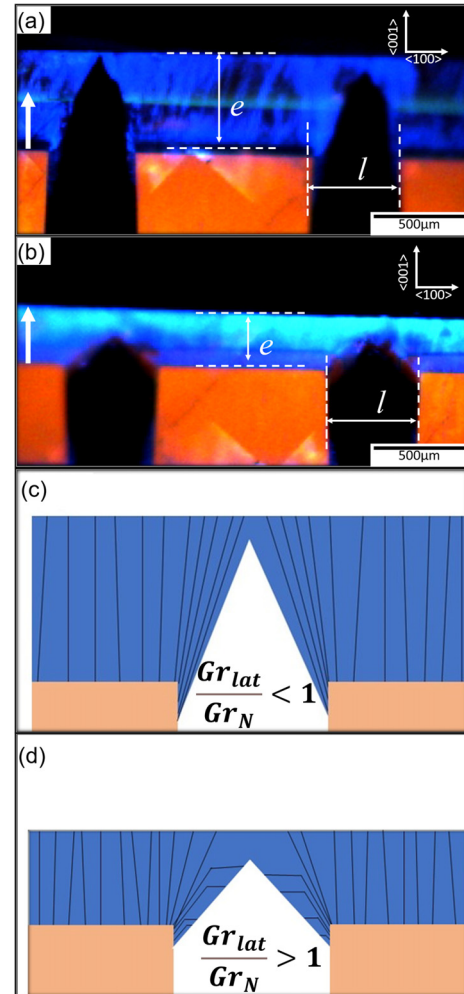 (a)
<001>
<100>
e
l
500μm
(b)
<001>
<100>
e
l
500μm
(c)
Gr_lat
Gr_N
< 1
(d)
Gr_lat
Gr_N
> 1